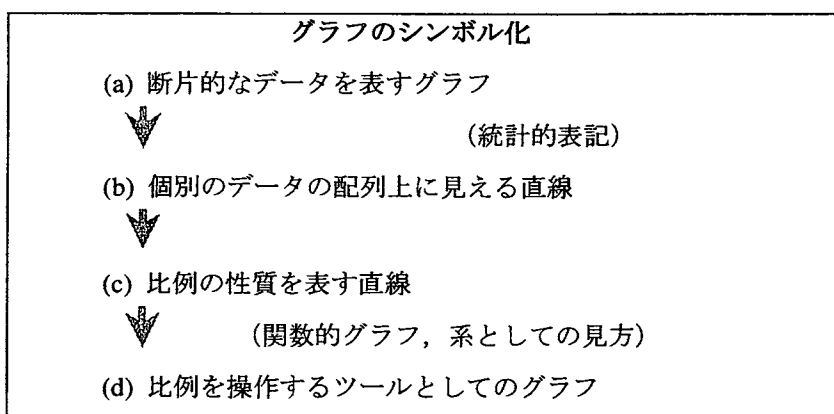 グラフのシンボル化
(a) 断片的なデータを表すグラフ
（統計的表記）
(b) 個別のデータの配列上に見える直線
(c) 比例の性質を表す直線
（関数的グラフ，系としての見方）
(d) 比例を操作するツールとしてのグラフ